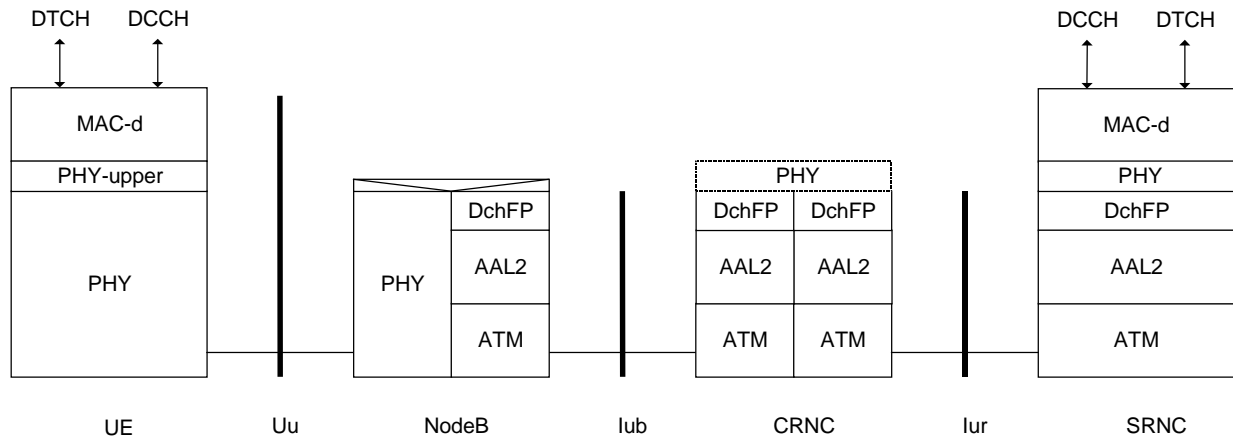 DTCH DCCH DCCH DTCH
MAC-d MAC-d
PHY-upper PHY PHY
DchFP DchFP DchFP DchFP
PHY PHY AAL2 AAL2 AAL2 AAL2
ATM ATM ATM ATM
UE Uu NodeB Iub CRNC Iur SRNC